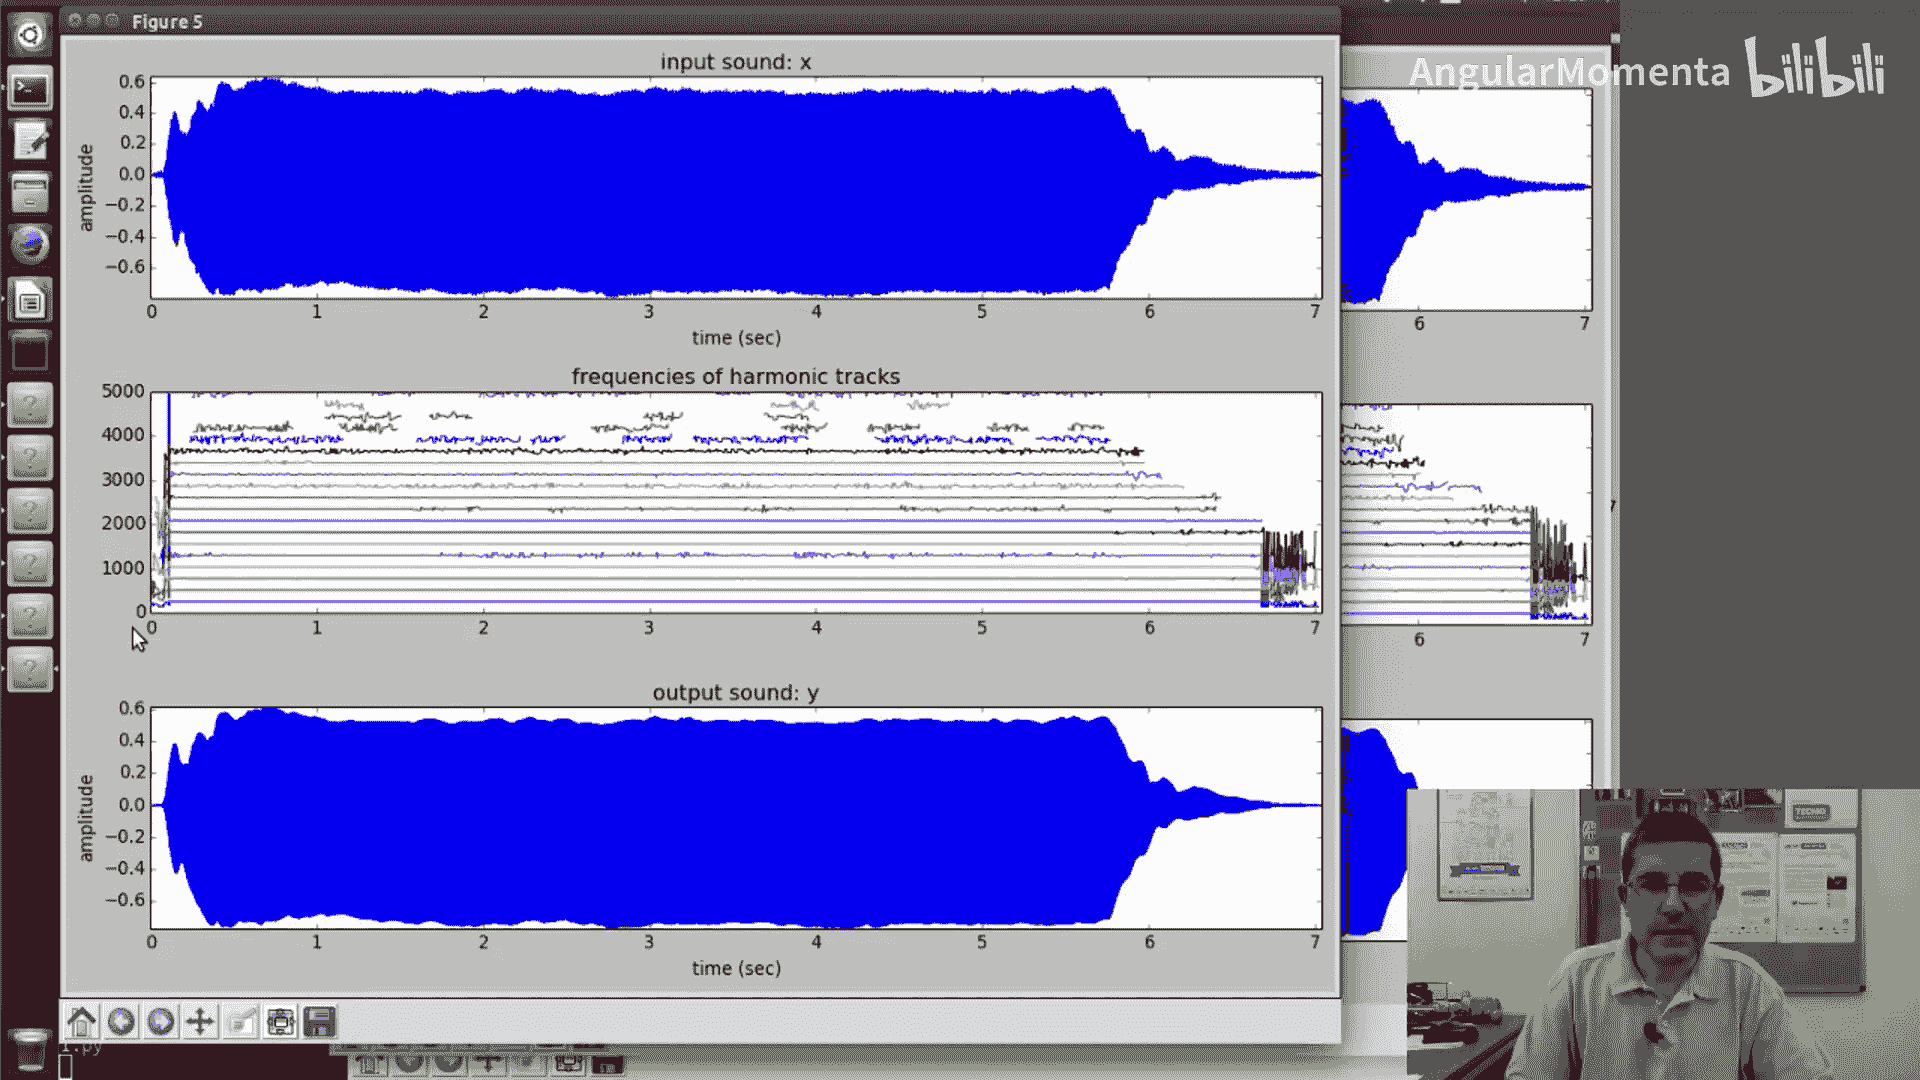 Figure 5
AngularMomenta bilibili
input sound: x
0.6
0.4
0.2
0.0
−0.2
−0.4
−0.6
amplitude
0 1 2 3 4 5 6 7
6 7
time (sec)
frequencies of harmonic tracks
5000
4000
3000
2000
1000
0
0 1 2 3 4 5 6 7
6 7
output sound: y
0.6
0.4
0.2
0.0
−0.2
−0.4
−0.6
amplitude
0 1 2 3 4 5 6 7
time (sec)
TECNO